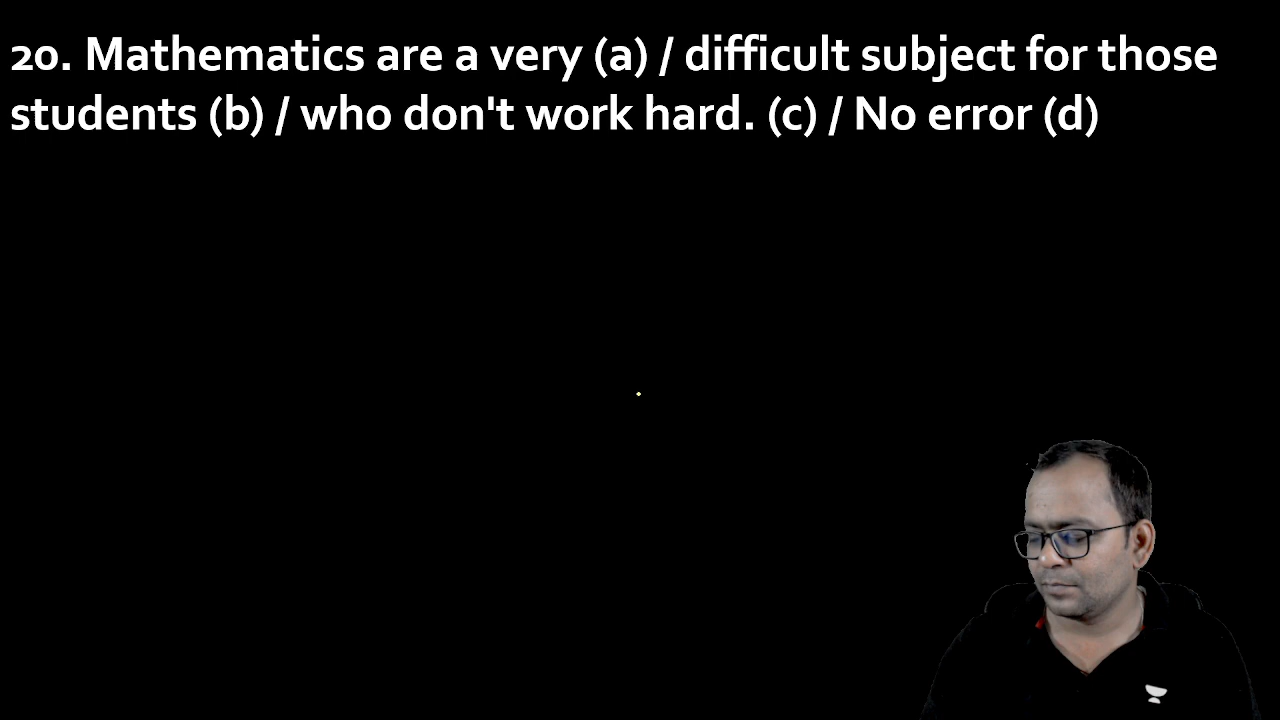 20. Mathematics are a very (a) / difficult subject for those
students (b) / who don't work hard. (c) / No error (d)